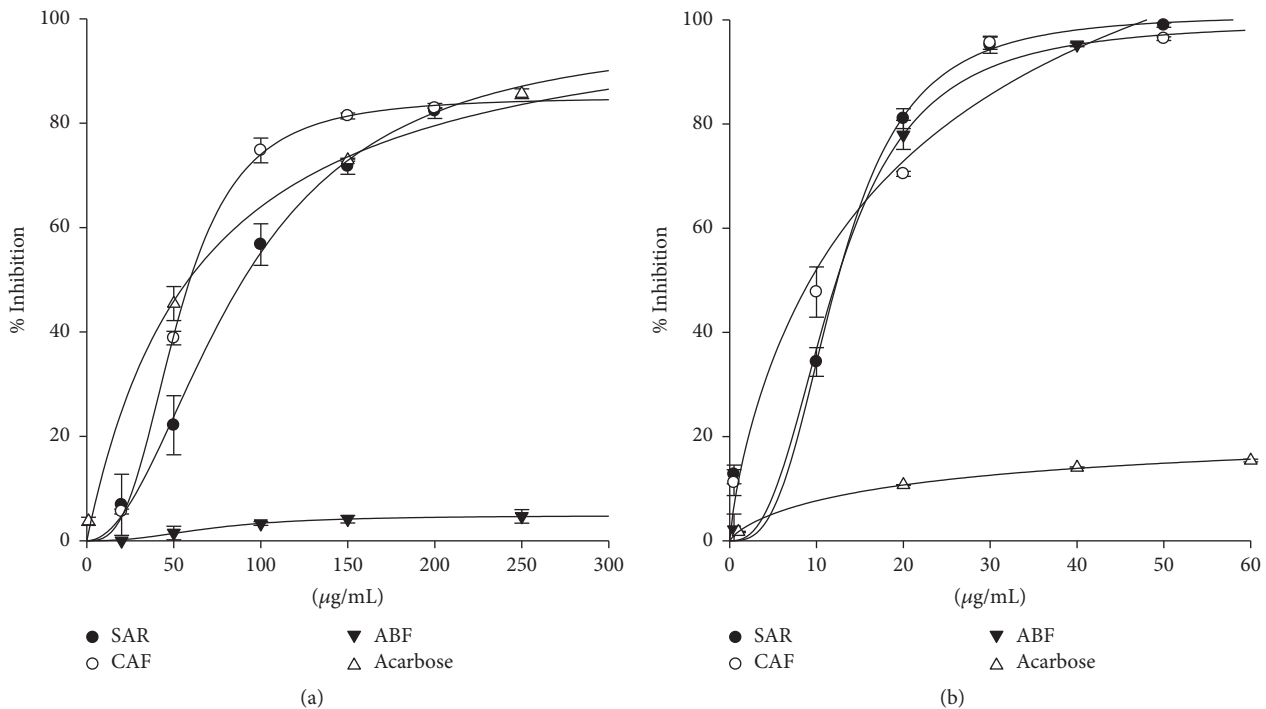 100
80
60
40
20
0
% Inhibition
0 50 100 150 200 250 300
(μg/mL)
SAR
CAF
ABF
Acarbose
(a)
100
80
60
40
20
0
% Inhibition
0 10 20 30 40 50 60
(μg/mL)
SAR
CAF
ABF
Acarbose
(b)